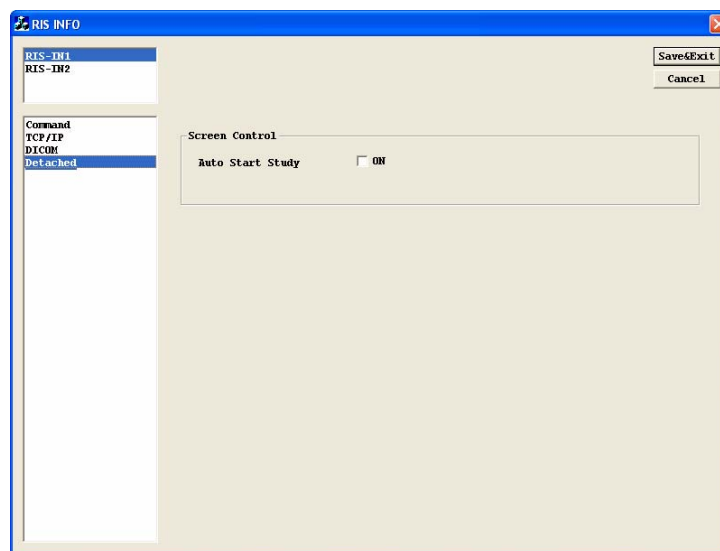 RIS INFO
RIS-IN1
RIS-IN2
Save&Exit
Cancel
Command
TCP/IP
DICOM
Detached
Screen Control
Auto Start Study
ON